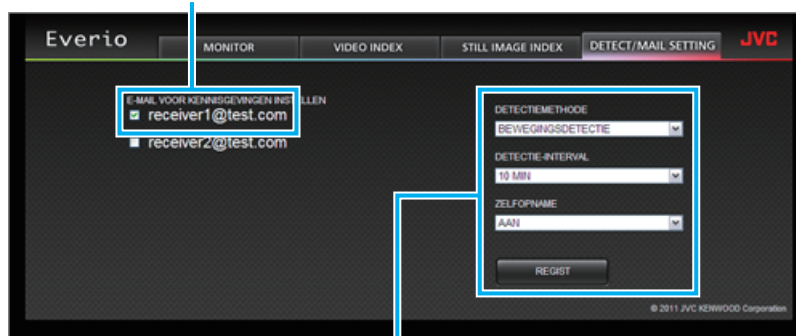 Everio
MONITOR
VIDEO INDEX
STILL IMAGE INDEX
DETECT/MAIL SETTING
JVC
E-MAIL VOOR KENNISGEVINGEN INSTELLEN
receiver1@test.com
receiver2@test.com
DETECTIEMETHODE
BEWEGINGSDETECTIE
DETECTIE-INTERVAL
10 MIN
ZELFOPNAME
AAN
REGIST
© 2011 JVC KENWOOD Corporation